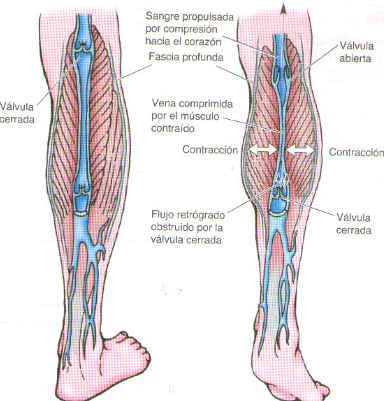 Sangre propulsada
por compresión
hacia el corazón
Fascia profunda
Válvula
abierta
Válvula
cerrada
Vena comprimida
por el músculo
contraído
Contracción
Contracción
Flujo retrógrado
obstruido por la
válvula cerrada
Válvula
cerrada